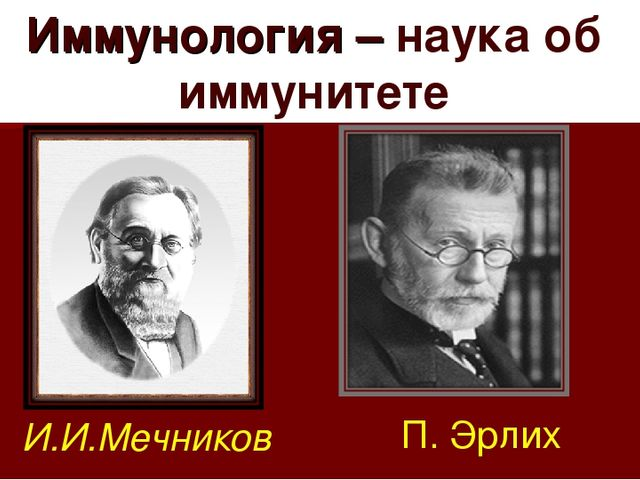 Иммунология – наука об
иммунитете
И.И.Мечников
П. Эрлих